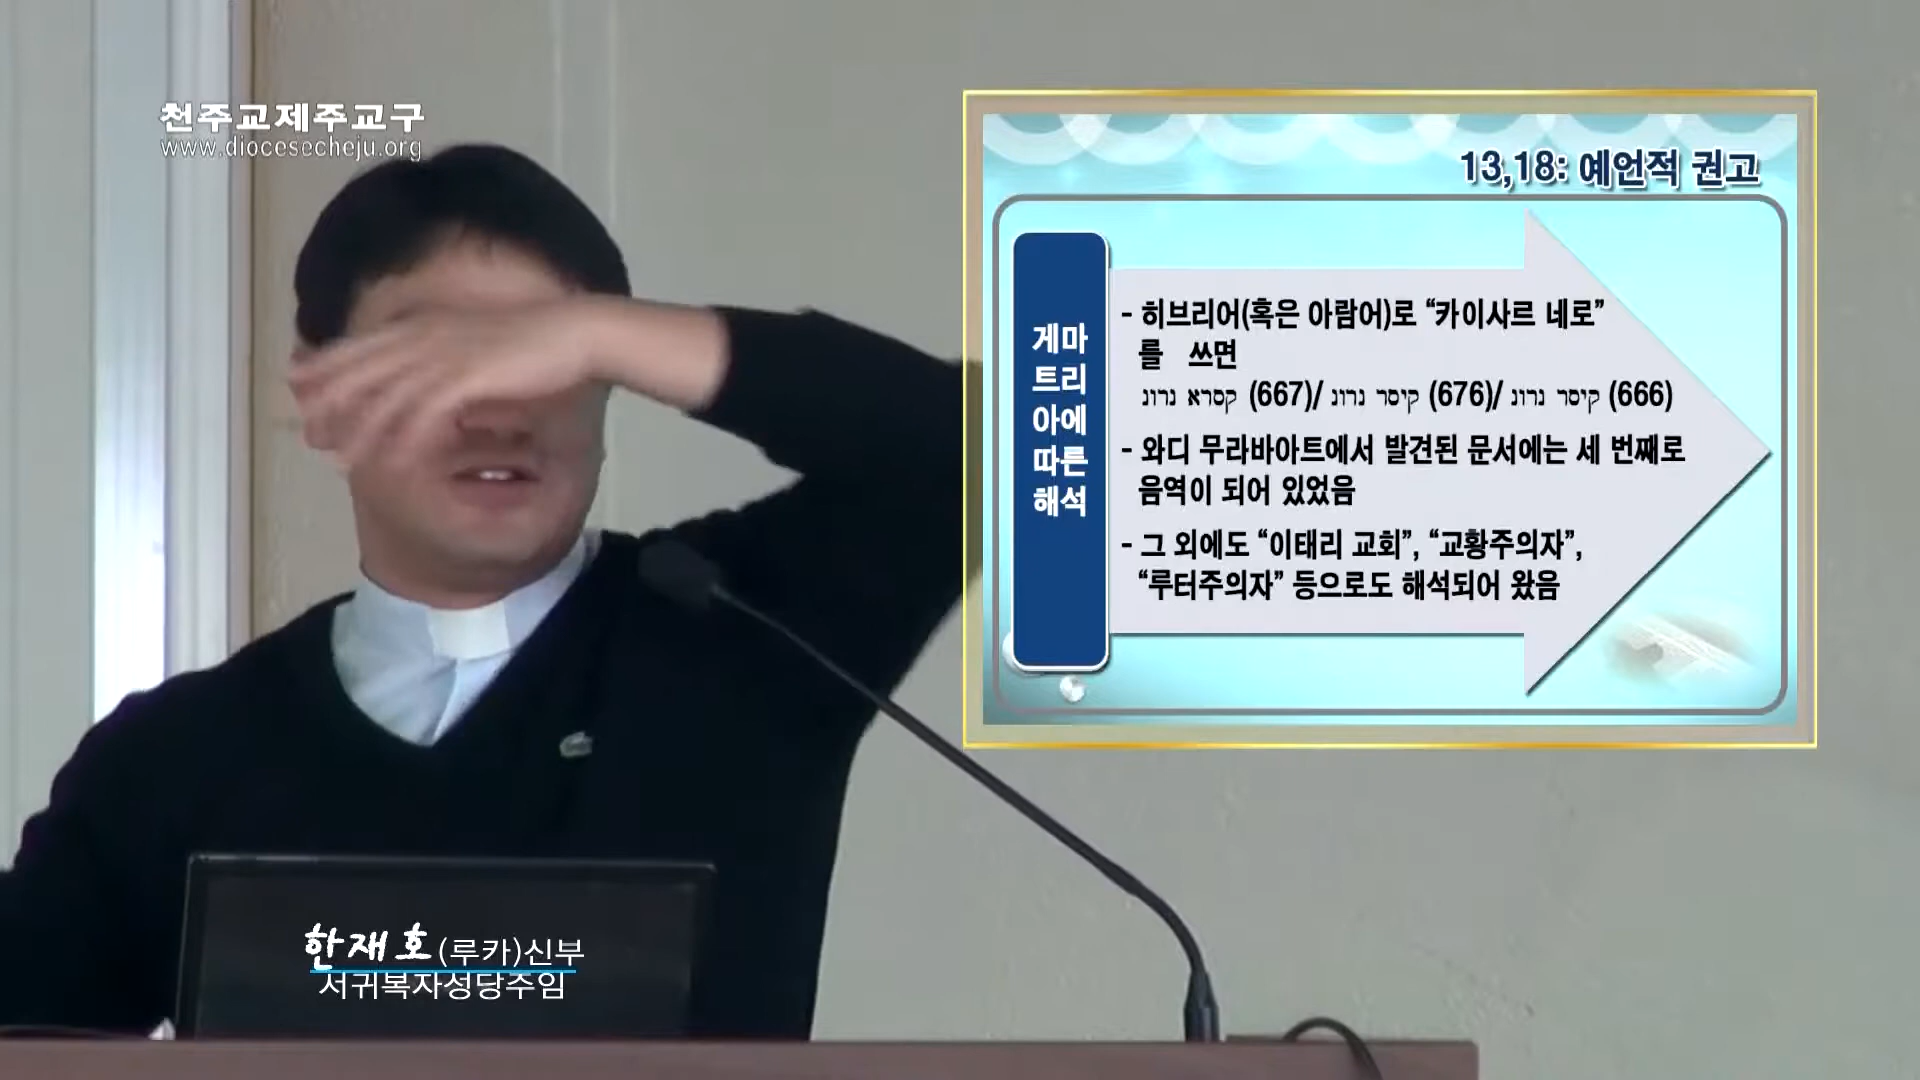 천주교제주교구
www.diocesecheju.org
13,18: 예언적 권고
게마
트리
아에
따른
해석
- 히브리어(혹은 아람어)로 “카이사르 네로”
를 쓰면
קסרא נרונ (667)/ קיסר נרונ (676)/ קיסר נרונ (666)
- 와디 무라바아트에서 발견된 문서에는 세 번째로
음역이 되어 있었음
- 그 외에도 “이태리 교회”, “교황주의자”,
“루터주의자” 등으로도 해석되어 왔음
한재호(루카)신부
서귀복자성당주임